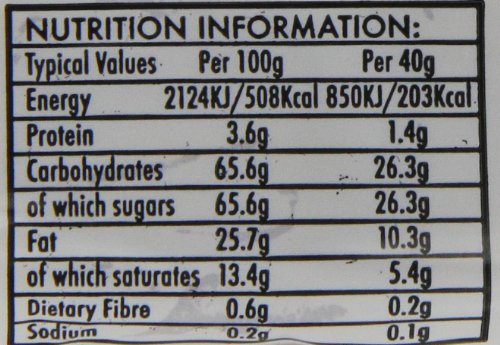 NUTRITION INFORMATION:
Typical Values Per 100g Per 40g
Energy 2124KJ/508Kcal 850KJ/203Kcal
Protein 3.6g 1.4g
Carbohydrates 65.6g 26.3g
of which sugars 65.6g 26.3g
Fat 25.7g 10.3g
of which saturates 13.4g 5.4g
Dietary Fibre 0.6g 0.2g
Sodium 0.2g 0.1g